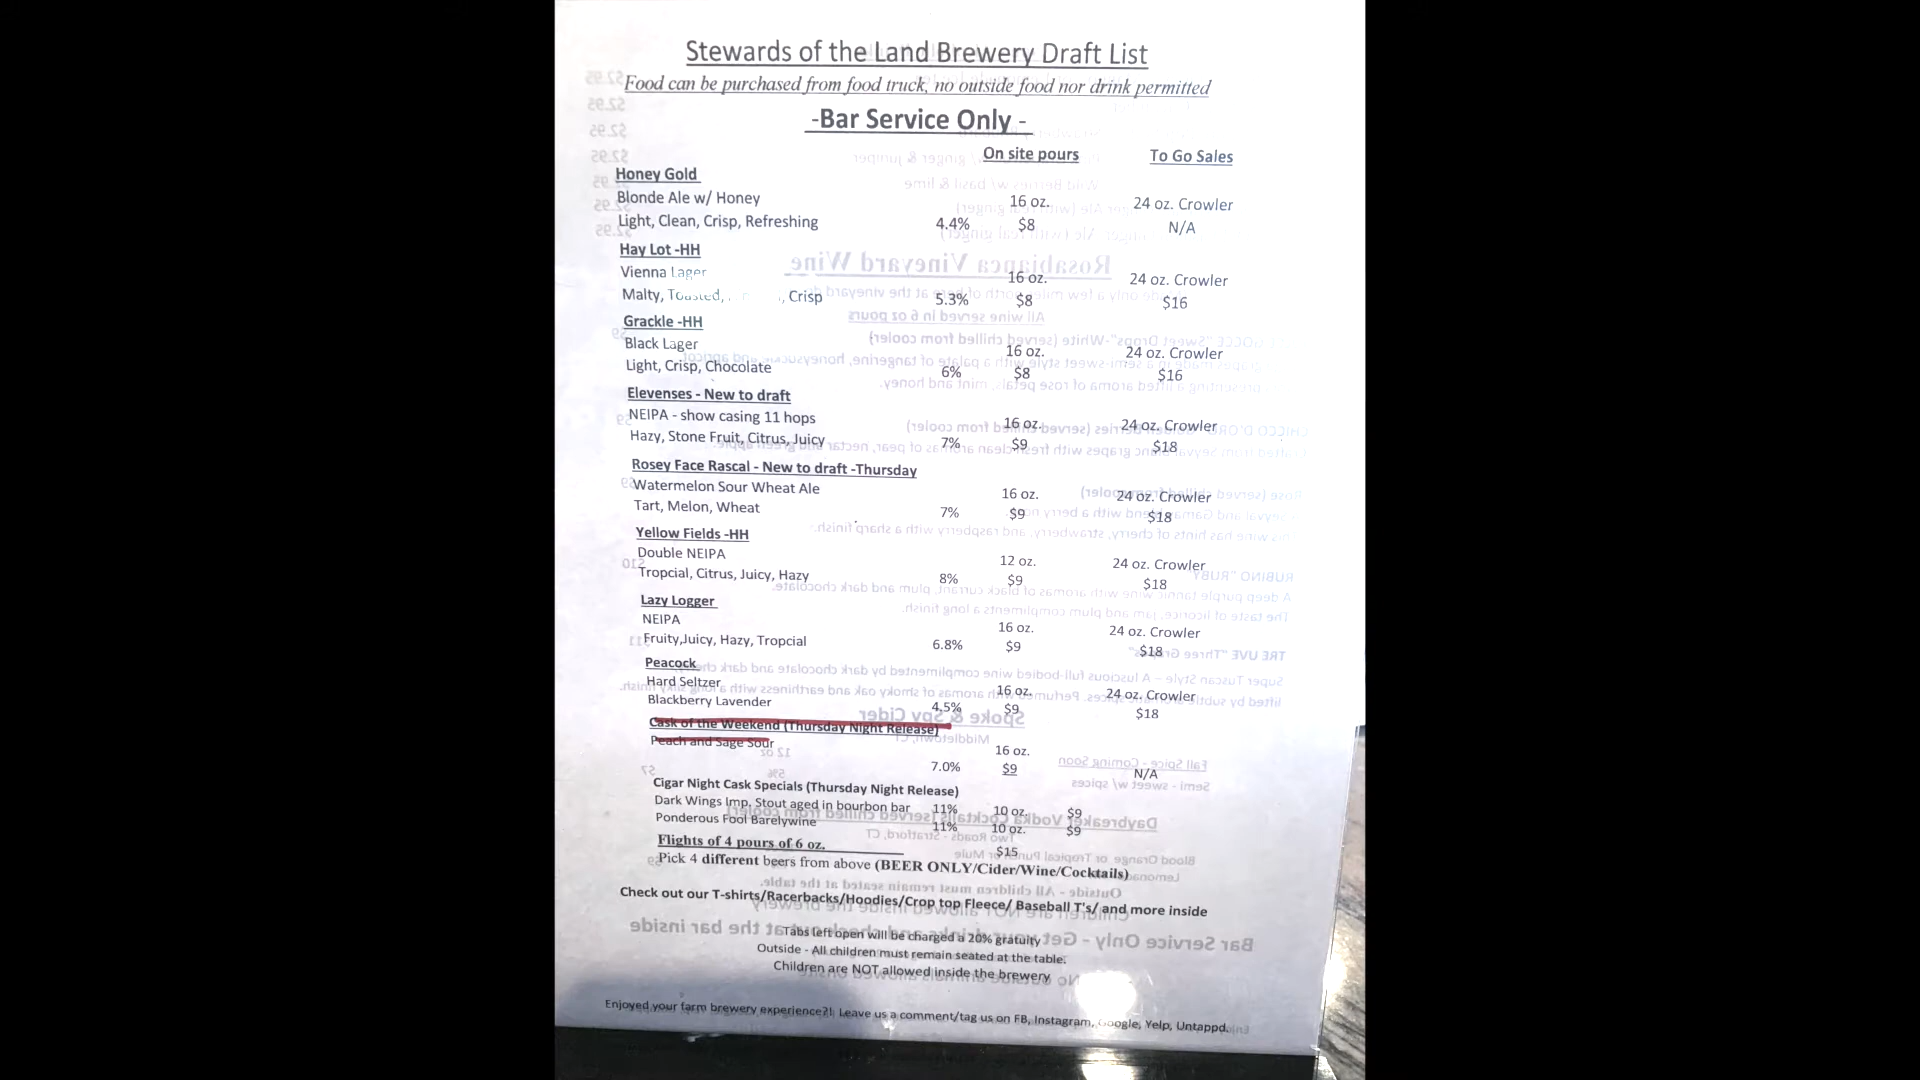 Stewards of the Land Brewery Draft List
Food can be purchased from food truck, no outside food nor drink permitted
-Bar Service Only -
On site pours To Go Sales
Honey Gold
Blonde Ale w/ Honey 16 oz. 24 oz. Crowler
Light, Clean, Crisp, Refreshing 4.4% $8 N/A
Hay Lot -HH
Vienna Lager 16 oz. 24 oz. Crowler
Malty, Toasted, , Crisp 5.3% $8 $16
Grackle -HH
Black Lager 16 oz. 24 oz. Crowler
Light, Crisp, Chocolate 6% $8 $16
Elevenses - New to draft
NEIPA - show casing 11 hops 16 oz. 24 oz. Crowler
Hazy, Stone Fruit, Citrus, Juicy 7% $9 $18
Rosey Face Rascal - New to draft -Thursday
Watermelon Sour Wheat Ale 16 oz. 24 oz. Crowler
Tart, Melon, Wheat 7% $9 $18
Yellow Fields -HH
Double NEIPA 12 oz. 24 oz. Crowler
Tropcial, Citrus, Juicy, Hazy 8% $9 $18
Lazy Logger
NEIPA 16 oz. 24 oz. Crowler
Fruity,Juicy, Hazy, Tropcial 6.8% $9 $18
Peacock
Hard Seltzer 16 oz. 24 oz. Crowler
Blackberry Lavender 4.5% $9 $18
Cask of the Weekend (Thursday Night Release)
Peach and Sage Sour 16 oz.
7.0% $9 N/A
Cigar Night Cask Specials (Thursday Night Release)
Dark Wings Imp. Stout aged in bourbon bar 11% 10 oz. $9
Ponderous Fool Barelywine 11% 10 oz. $9
Flights of 4 pours of 6 oz. $15
Pick 4 different beers from above (BEER ONLY/Cider/Wine/Cocktails)
Check out our T-shirts/Racerbacks/Hoodies/Crop top Fleece/ Baseball T's/ and more inside
Tabs left open will be charged a 20% gratuity
Outside - All children must remain seated at the table.
Children are NOT allowed inside the brewery
Enjoyed your farm brewery experience?! Leave us a comment/tag us on FB, Instagram, Google, Yelp, Untappd.